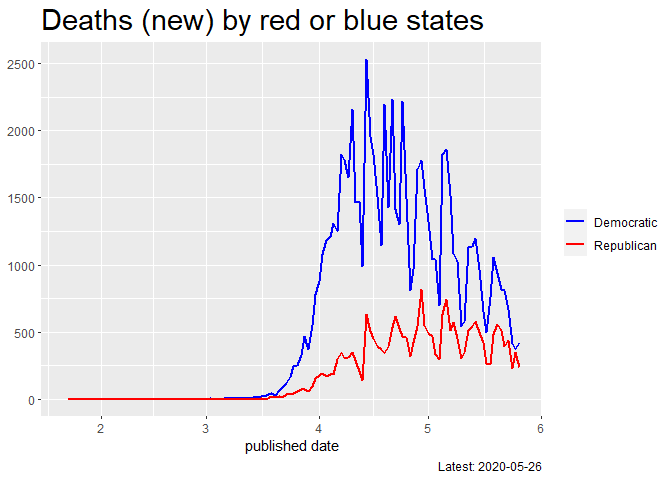 Deaths (new) by red or blue states
2500
2000
1500
1000
500
0
2
3
4
5
6
published date
Democratic
Republican
Latest: 2020-05-26